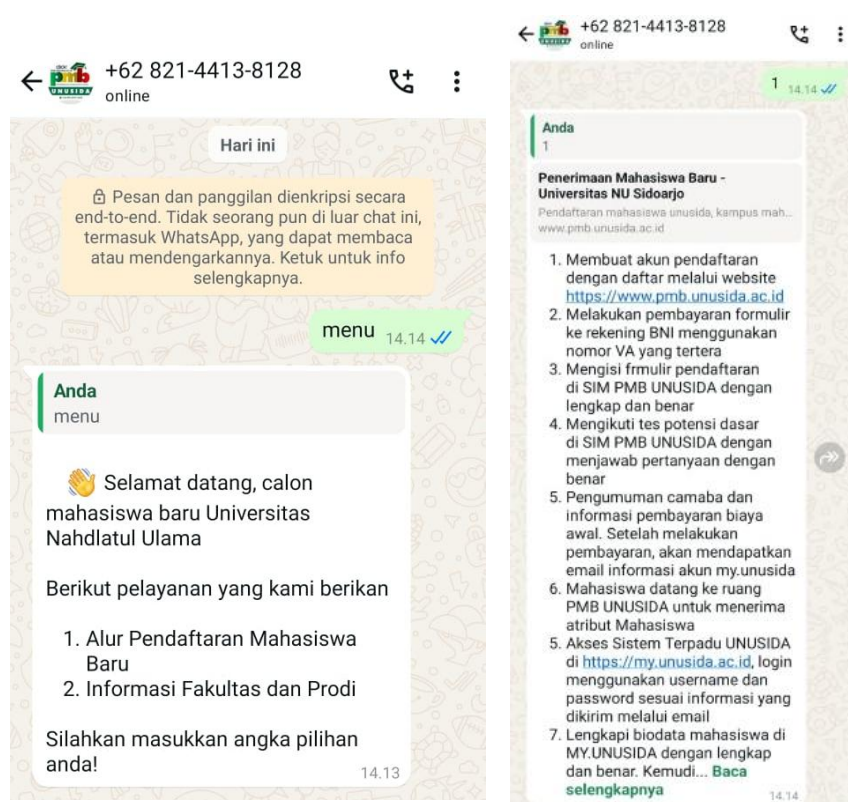 +62 821-4413-8128
online
pmb
UNUSIDA
Hari ini
Pesan dan panggilan dienkripsi secara
end-to-end. Tidak seorang pun di luar chat ini,
termasuk WhatsApp, yang dapat membaca
atau mendengarkannya. Ketuk untuk info
selengkapnya.
menu 14.14
Anda
menu
Selamat datang, calon
mahasiswa baru Universitas
Nahdlatul Ulama
Berikut pelayanan yang kami berikan
1. Alur Pendaftaran Mahasiswa
Baru
2. Informasi Fakultas dan Prodi
Silahkan masukkan angka pilihan
anda!
14.13
+62 821-4413-8128
online
pmb
1 14.14
Anda
1
Penerimaan Mahasiswa Baru -
Universitas NU Sidoarjo
Pendaftaran mahasiswa unusida, kampus mah...
www.pmb.unusida.ac.id
1. Membuat akun pendaftaran
dengan daftar melalui website
https://www.pmb.unusida.ac.id
2. Melakukan pembayaran formulir
ke rekening BNI menggunakan
nomor VA yang tertera
3. Mengisi frmulir pendaftaran
di SIM PMB UNUSIDA dengan
lengkap dan benar
4. Mengikuti tes potensi dasar
di SIM PMB UNUSIDA dengan
menjawab pertanyaan dengan
benar
5. Pengumuman camaba dan
informasi pembayaran biaya
awal. Setelah melakukan
pembayaran, akan mendapatkan
email informasi akun my.unusida
6. Mahasiswa datang ke ruang
PMB UNUSIDA untuk menerima
atribut Mahasiswa
5. Akses Sistem Terpadu UNUSIDA
di https://my.unusida.ac.id, login
menggunakan username dan
password sesuai informasi yang
dikirim melalui email
7. Lengkapi biodata mahasiswa di
MY.UNUSIDA dengan lengkap
dan benar. Kemudi... Baca
selengkapnya
14.14